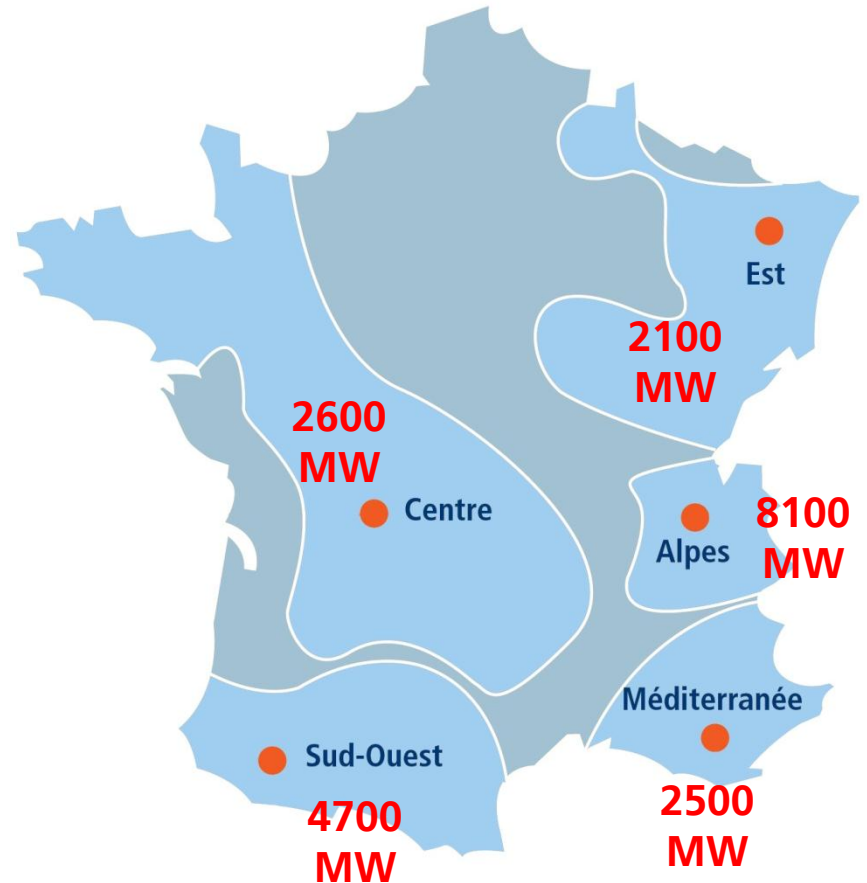 Est
2100
MW
2600
MW
Centre
8100
MW
Alpes
Méditerranée
Sud-Ouest
4700
MW
2500
MW